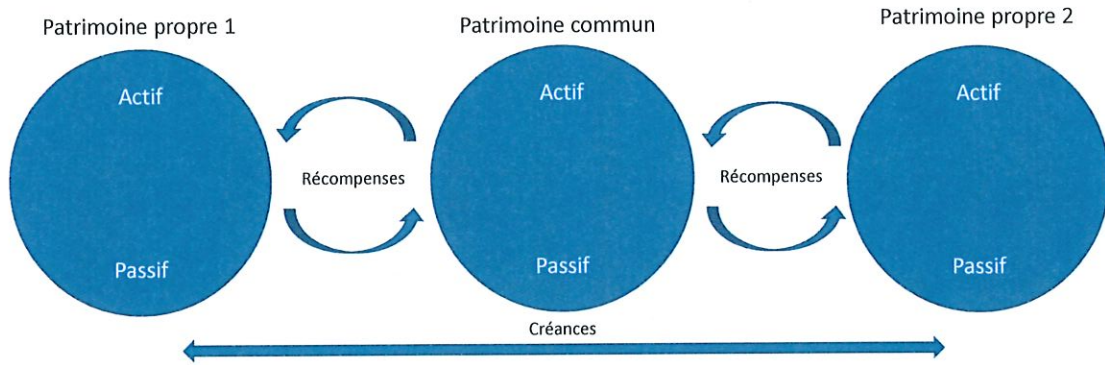 Patrimoine propre 1
Patrimoine commun
Patrimoine propre 2
Actif
Actif
Actif
Récompenses
Récompenses
Passif
Passif
Passif
Créances